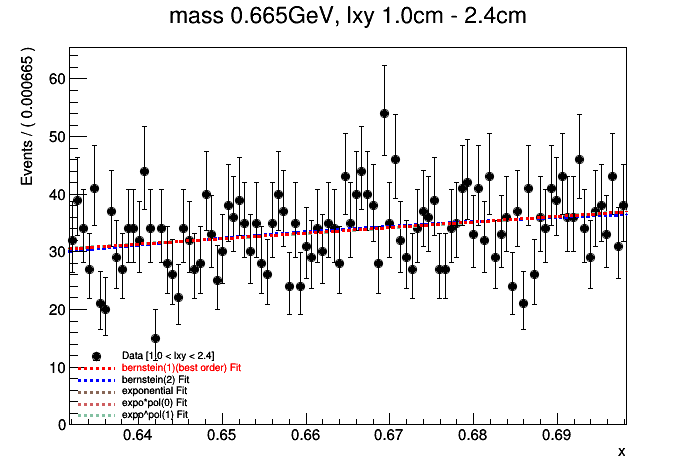 mass 0.665GeV, lxy 1.0cm - 2.4cm
Events / ( 0.000665 )
60
50
40
30
20
10
0
Data [1.0 < lxy < 2.4]
bernstein(1)(best order) Fit
bernstein(2) Fit
exponential Fit
expo*pol(0) Fit
expp^pol(1) Fit
0.64 0.65 0.66 0.67 0.68 0.69
x